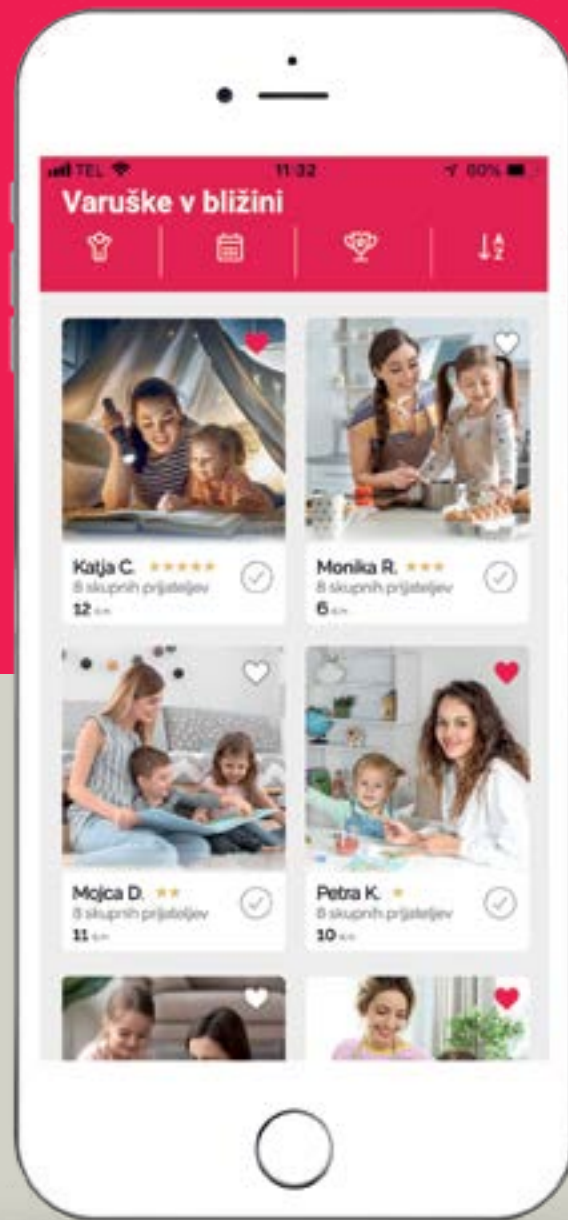 TEL 11:32 60%
Varuške v bližini
Katja C.
8 skupnih prijateljev
12
Monika R.
8 skupnih prijateljev
6
Mojca D.
8 skupnih prijateljev
11
Petra K.
8 skupnih prijateljev
10